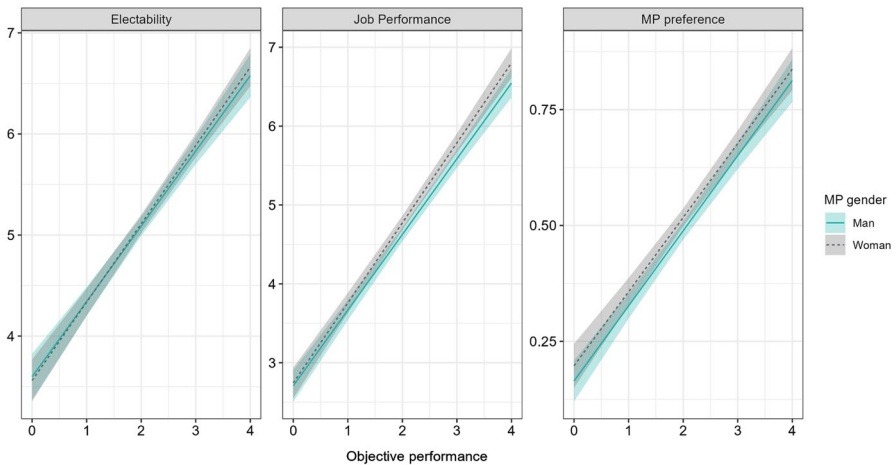 Electability
Job Performance
MP preference
7
6
5
4
7
6
5
4
3
0.75
0.50
0.25
0 1 2 3 4
0 1 2 3 4
0 1 2 3 4
Objective performance
MP gender
Man
Woman